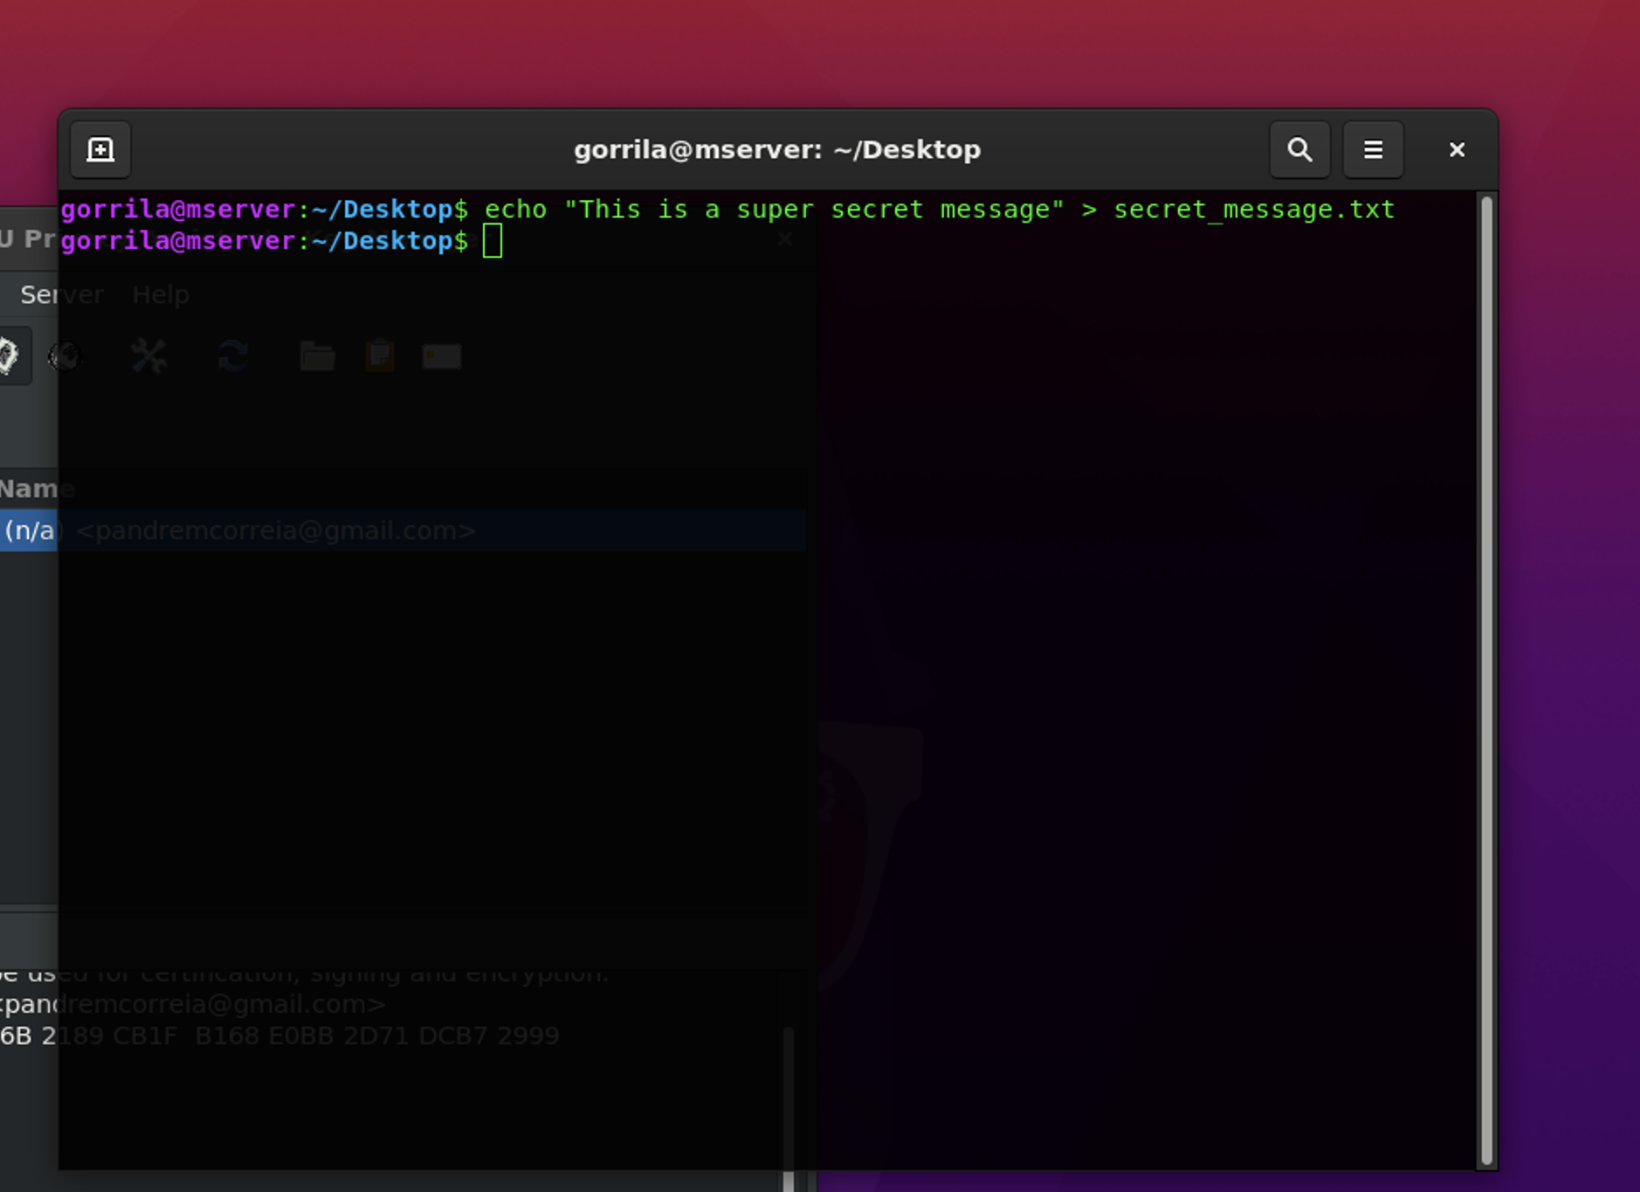 gorrila@mserver: ~/Desktop
gorrila@mserver:~/Desktop$ echo "This is a super secret message" > secret_message.txt
gorrila@mserver:~/Desktop$
U Pr
Server Help
Name
(n/a) <pandremcorreia@gmail.com>
be used for certification, signing and encryption.
<pandremcorreia@gmail.com>
6B 2189 CB1F B168 E0BB 2D71 DCB7 2999